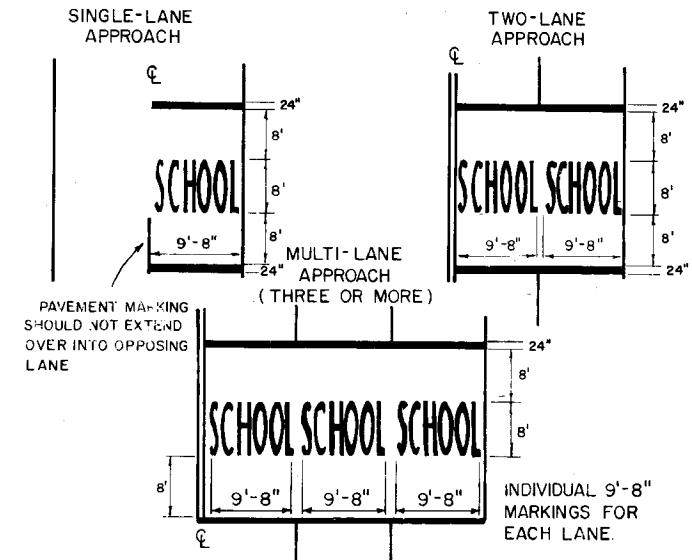 SINGLE-LANE
APPROACH
℄
24"
8'
SCHOOL
8'
9'-8"
8'
24"
PAVEMENT MARKING
SHOULD NOT EXTEND
OVER INTO OPPOSING
LANE
TWO-LANE
APPROACH
℄
24"
8'
SCHOOL SCHOOL
8'
9'-8" 9'-8"
8'
24"
MULTI-LANE
APPROACH
(THREE OR MORE)
24"
8'
SCHOOL SCHOOL SCHOOL
8'
8'
9'-8" 9'-8" 9'-8"
℄
INDIVIDUAL 9'-8"
MARKINGS FOR
EACH LANE.